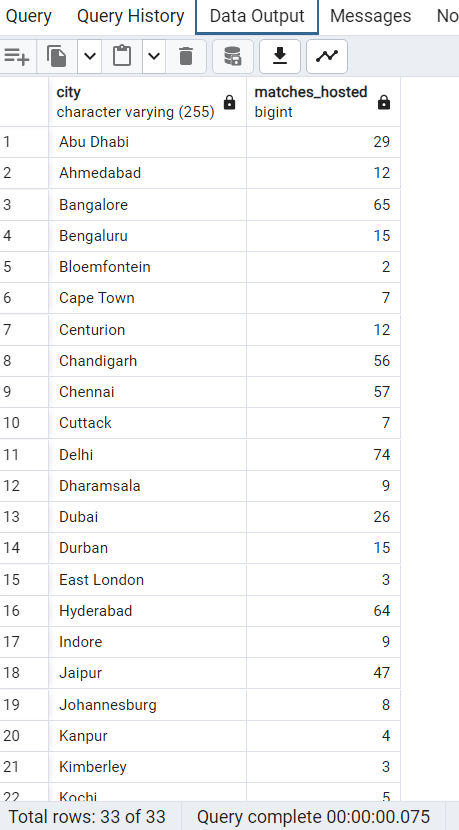 Query Query History Data Output Messages No
city matches_hosted
character varying (255) bigint
1 Abu Dhabi 29
2 Ahmedabad 12
3 Bangalore 65
4 Bengaluru 15
5 Bloemfontein 2
6 Cape Town 7
7 Centurion 12
8 Chandigarh 56
9 Chennai 57
10 Cuttack 7
11 Delhi 74
12 Dharamsala 9
13 Dubai 26
14 Durban 15
15 East London 3
16 Hyderabad 64
17 Indore 9
18 Jaipur 47
19 Johannesburg 8
20 Kanpur 4
21 Kimberley 3
22 Kochi 5
Total rows: 33 of 33 Query complete 00:00:00.075